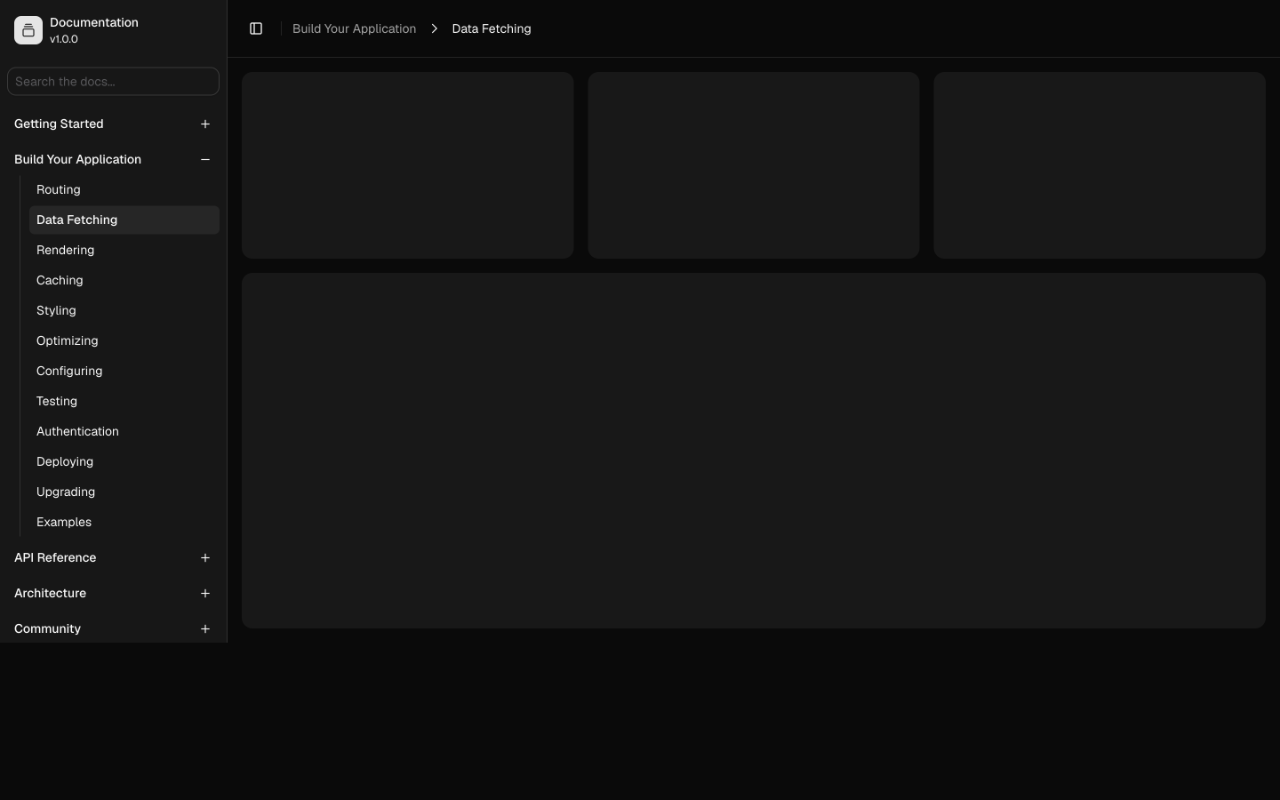 Documentation
v1.0.0
Search the docs...
Getting Started
Build Your Application
Routing
Data Fetching
Rendering
Caching
Styling
Optimizing
Configuring
Testing
Authentication
Deploying
Upgrading
Examples
API Reference
Architecture
Community
Build Your Application
Data Fetching